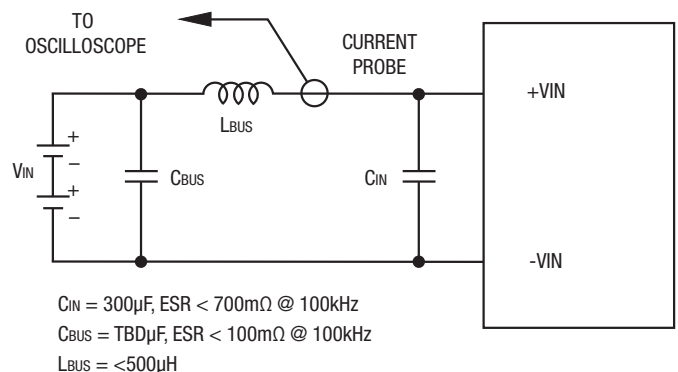 TO
OSCILLOSCOPE
CURRENT
PROBE
+VIN
LBUS
+
VIN
−
+
−
CBUS
CIN
-VIN
CIN = 300µF, ESR < 700mΩ @ 100kHz
CBUS = TBDµF, ESR < 100mΩ @ 100kHz
LBUS = <500µH